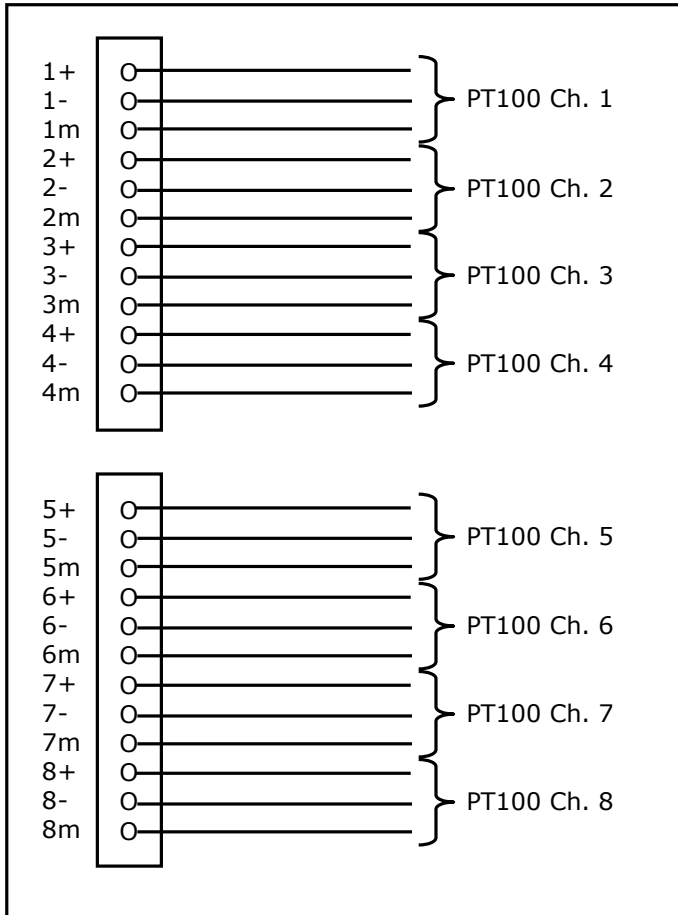 1+
1-
1m
PT100 Ch. 1
2+
2-
2m
PT100 Ch. 2
3+
3-
3m
PT100 Ch. 3
4+
4-
4m
PT100 Ch. 4
5+
5-
5m
PT100 Ch. 5
6+
6-
6m
PT100 Ch. 6
7+
7-
7m
PT100 Ch. 7
8+
8-
8m
PT100 Ch. 8